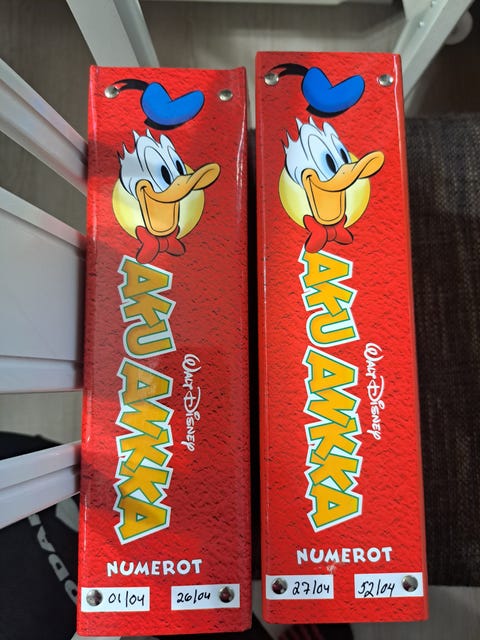 AKU ANKKA
WALT DISNEY
NUMEROT
01/04 26/04
AKU ANKKA
WALT DISNEY
NUMEROT
27/04 52/04